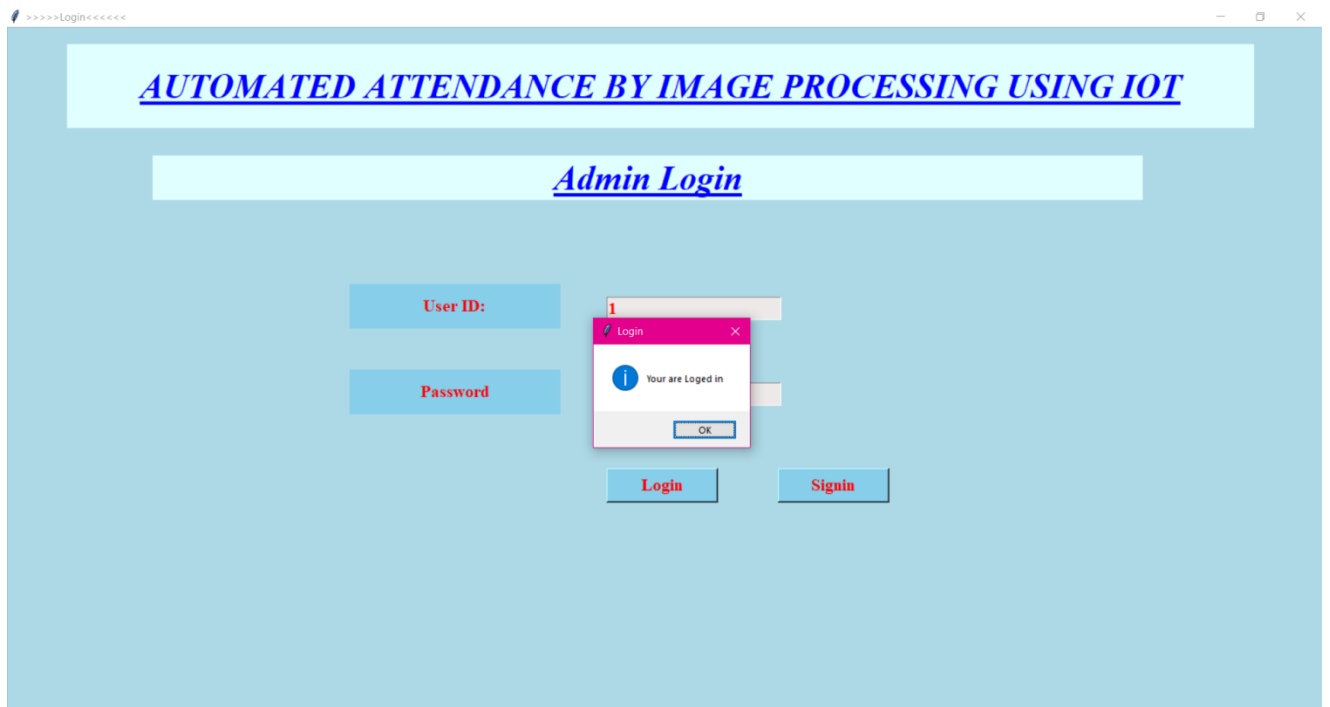 >>>>>Login<<<<<<
AUTOMATED ATTENDANCE BY IMAGE PROCESSING USING IOT
Admin Login
User ID:
1
Login
Your are Loged in
Password
OK
Login
Signin